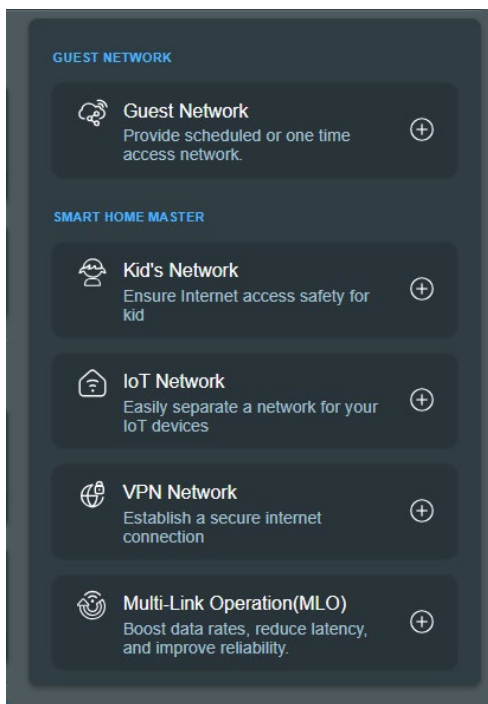 GUEST NETWORK
Guest Network
Provide scheduled or one time
access network.
SMART HOME MASTER
Kid's Network
Ensure Internet access safety for
kid
IoT Network
Easily separate a network for your
IoT devices
VPN Network
Establish a secure internet
connection
Multi-Link Operation(MLO)
Boost data rates, reduce latency,
and improve reliability.